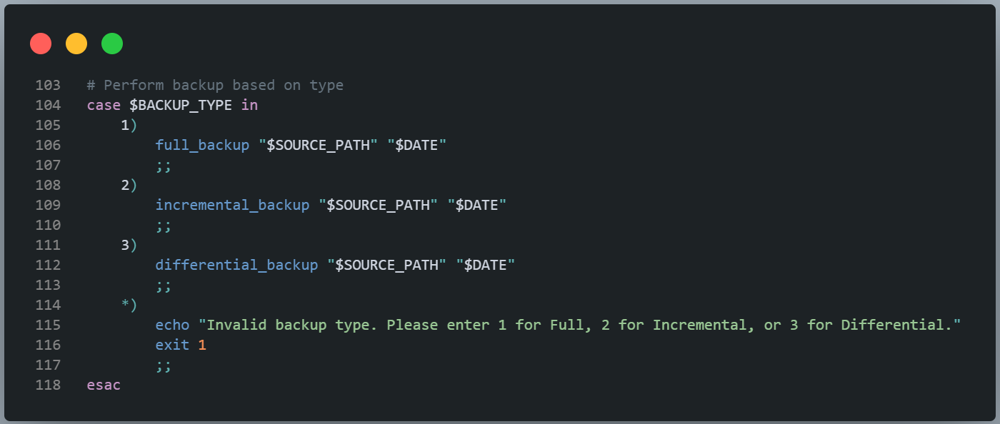 103 # Perform backup based on type
104 case $BACKUP_TYPE in
105     1)
106         full_backup "$SOURCE_PATH" "$DATE"
107         ;;
108     2)
109         incremental_backup "$SOURCE_PATH" "$DATE"
110         ;;
111     3)
112         differential_backup "$SOURCE_PATH" "$DATE"
113         ;;
114     *)
115         echo "Invalid backup type. Please enter 1 for Full, 2 for Incremental, or 3 for Differential."
116         exit 1
117         ;;
118 esac